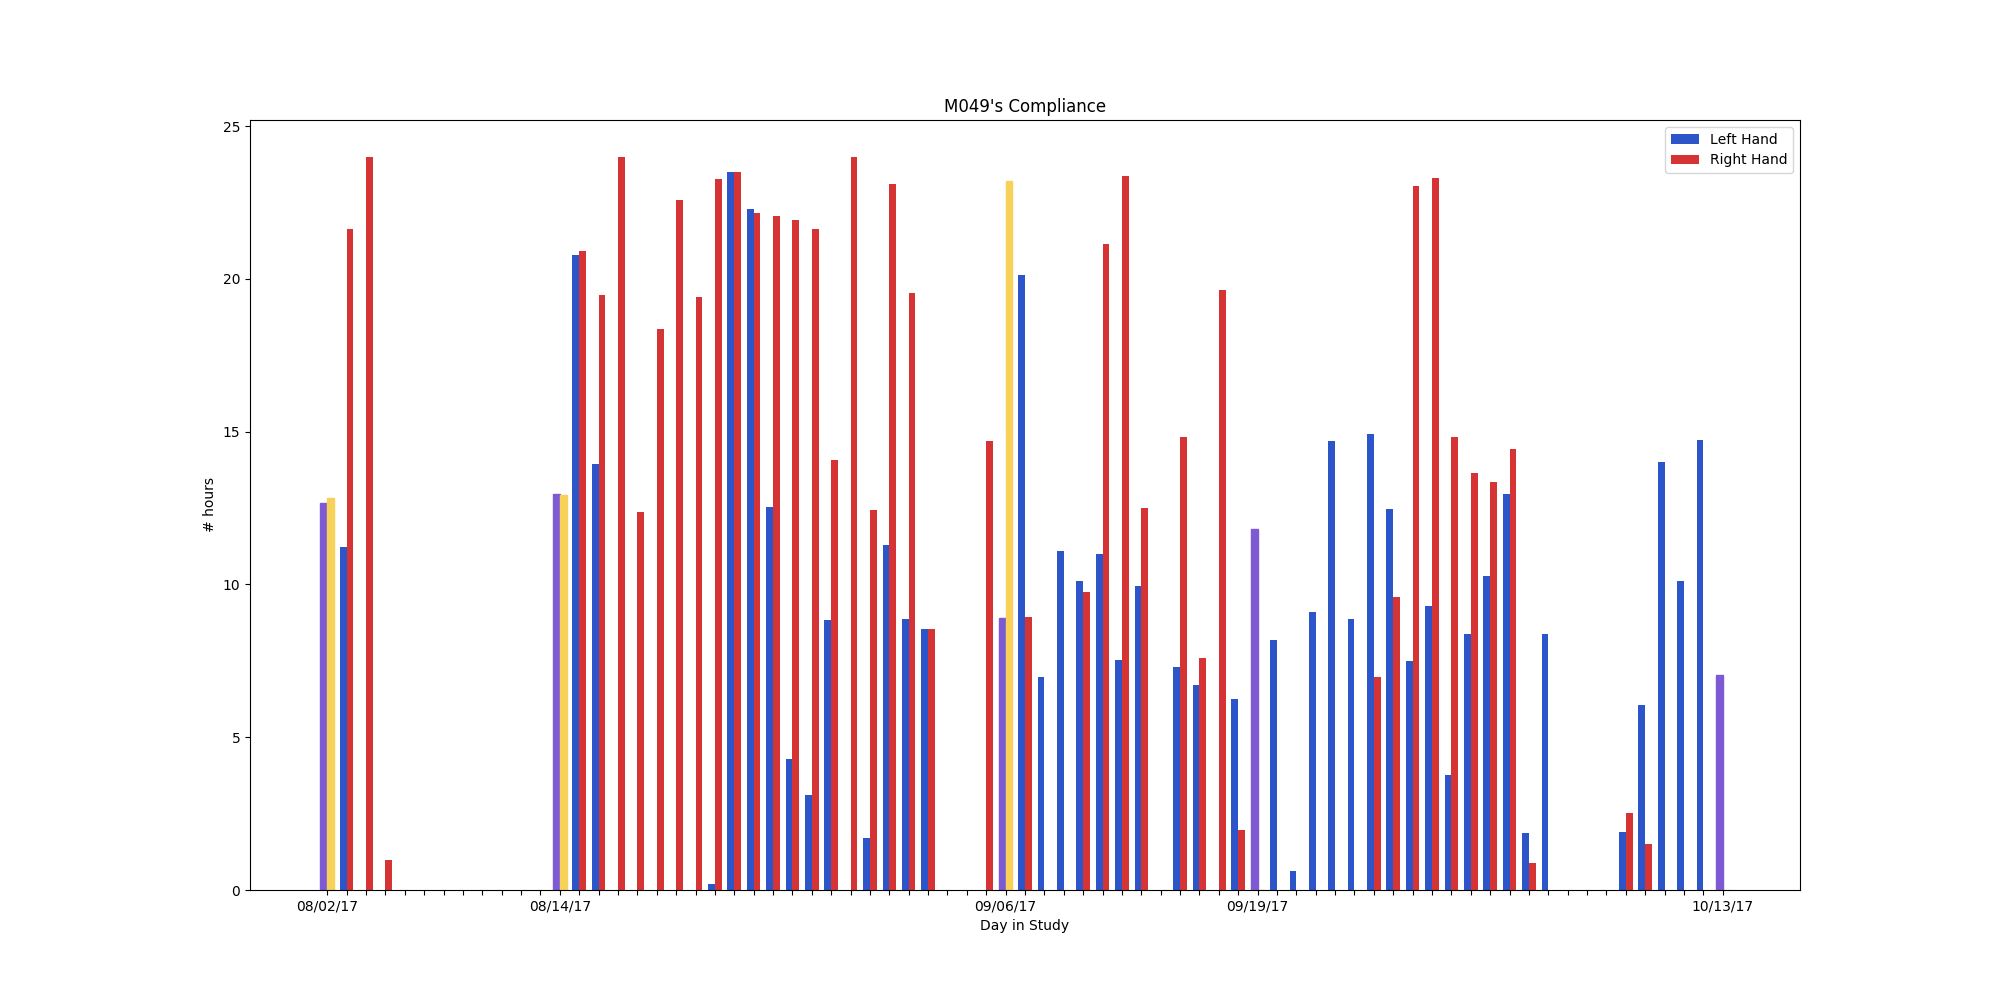 M049's Compliance
Left Hand
Right Hand
# hours
25
20
15
10
5
0
08/02/17
08/14/17
09/06/17
09/19/17
10/13/17
Day in Study